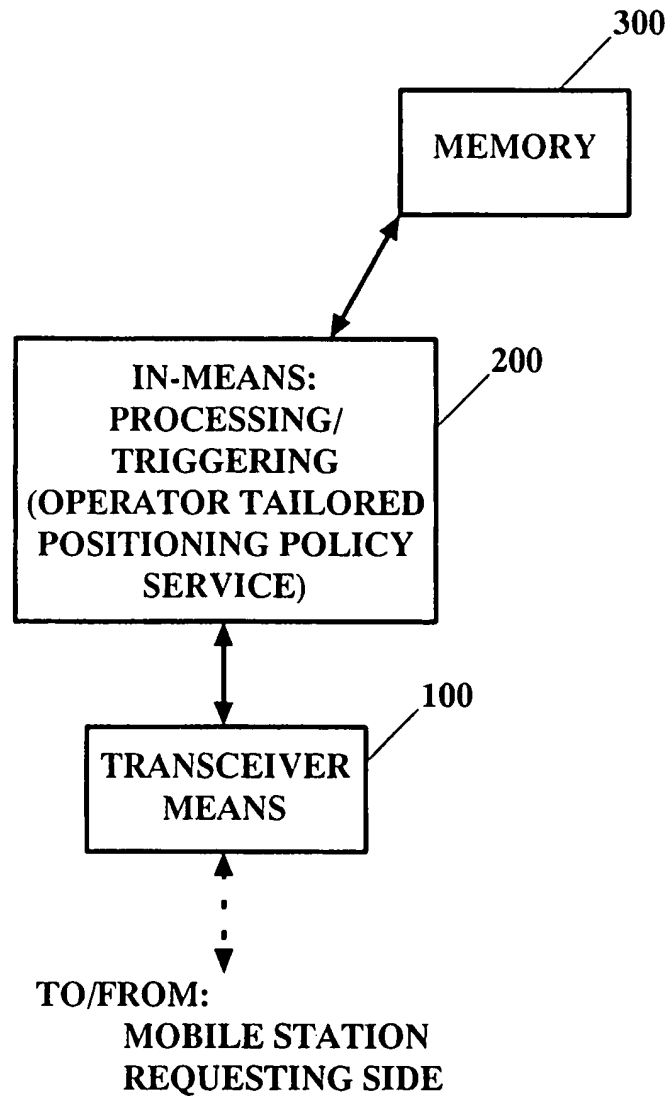 300
MEMORY
200
IN-MEANS:
PROCESSING/
TRIGGERING
(OPERATOR TAILORED
POSITIONING POLICY
SERVICE)
100
TRANSCEIVER
MEANS
TO/FROM:
MOBILE STATION
REQUESTING SIDE